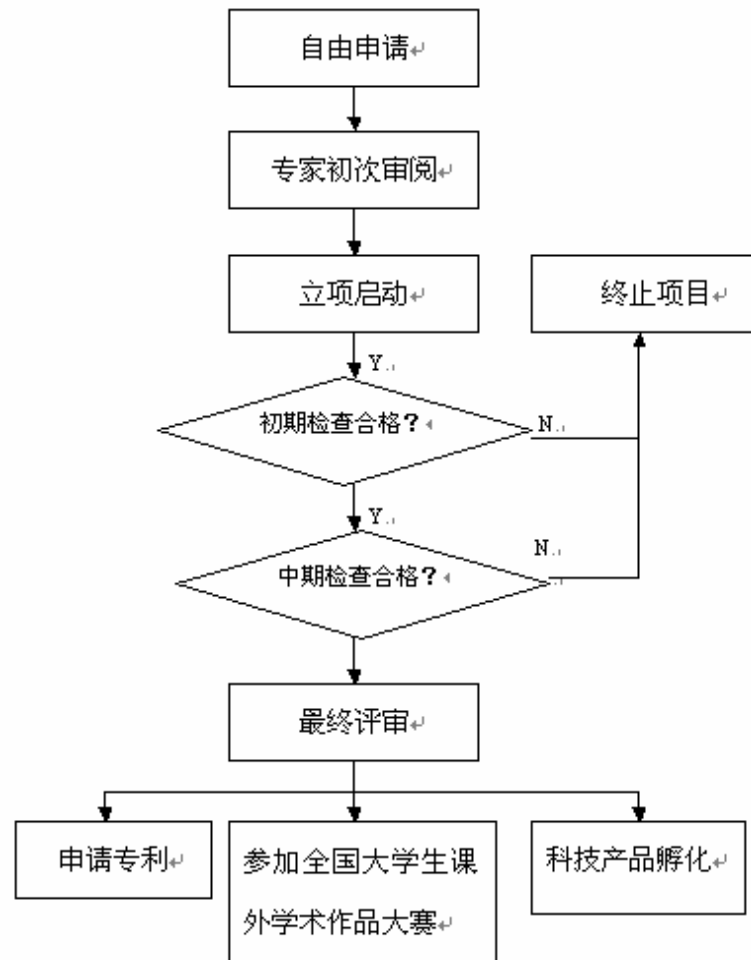 自由申请
专家初次审阅
立项启动
终止项目
Y
初期检查合格？
N
Y
N
中期检查合格？
最终评审
申请专利
参加全国大学生课
外学术作品大赛
科技产品孵化